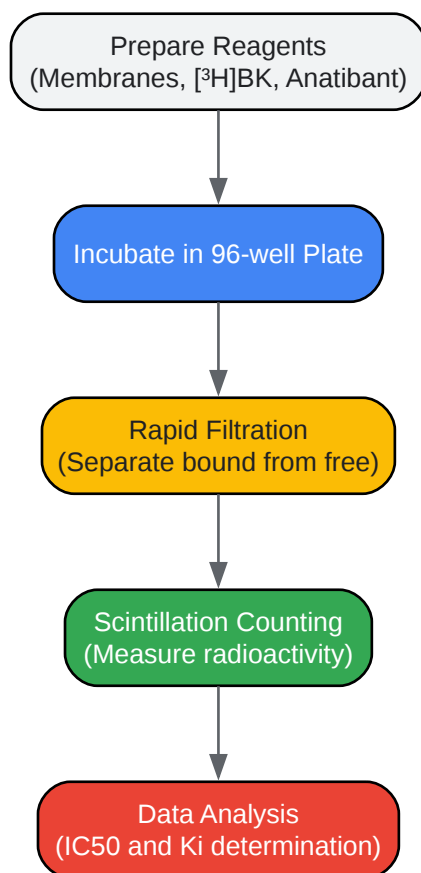 Prepare Reagents
(Membranes, [³H]BK, Anatibant)
Incubate in 96-well Plate
Rapid Filtration
(Separate bound from free)
Scintillation Counting
(Measure radioactivity)
Data Analysis
(IC50 and Ki determination)